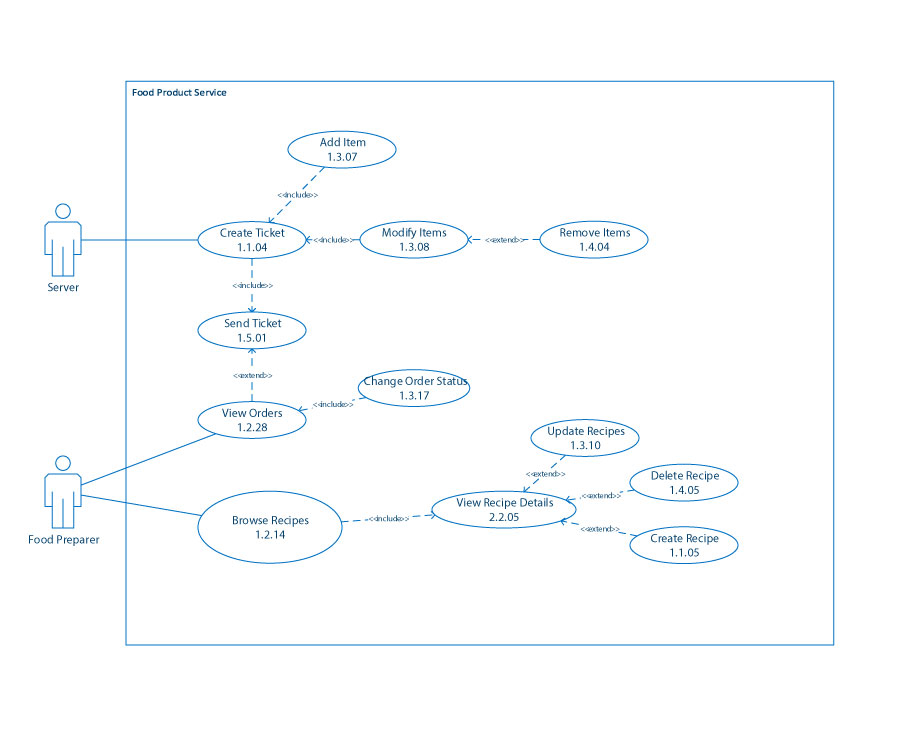 Food Product Service
Add Item
1.3.07
<<include>>
Server
Create Ticket
1.1.04
<<include>>
Modify Items
1.3.08
<<extend>>
Remove Items
1.4.04
<<include>>
Send Ticket
1.5.01
<<extend>>
Change Order Status
1.3.17
<<include>>
View Orders
1.2.28
Update Recipes
1.3.10
<<extend>>
Delete Recipe
1.4.05
<<extend>>
View Recipe Details
2.2.05
Food Preparer
Browse Recipes
1.2.14
<<include>>
<<extend>>
Create Recipe
1.1.05